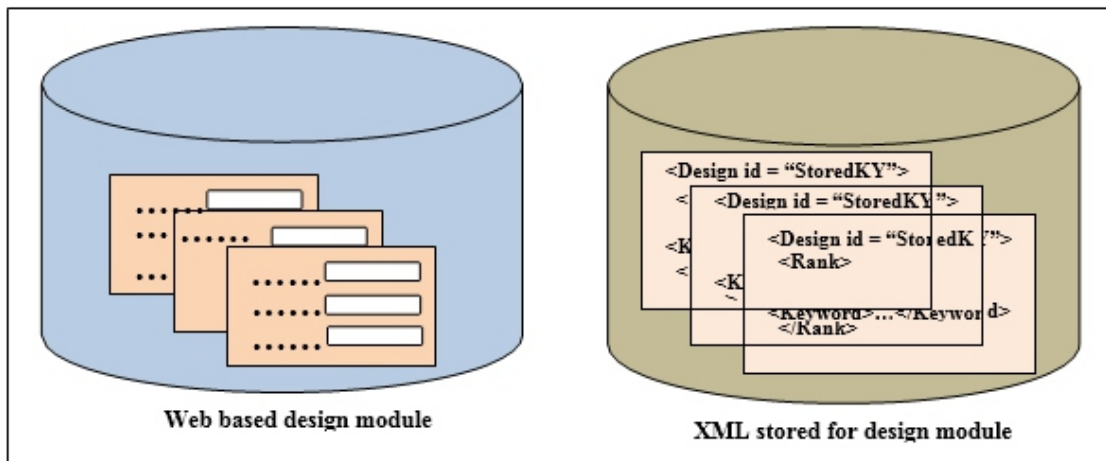 <Design id = “StoredKY”>
<
<K
<
<Design id = “StoredKY”>
<K
<Design id = “StoredKY”>
<Rank>
<Keyword>...</Keyword>
</Rank>
Web based design module
XML stored for design module